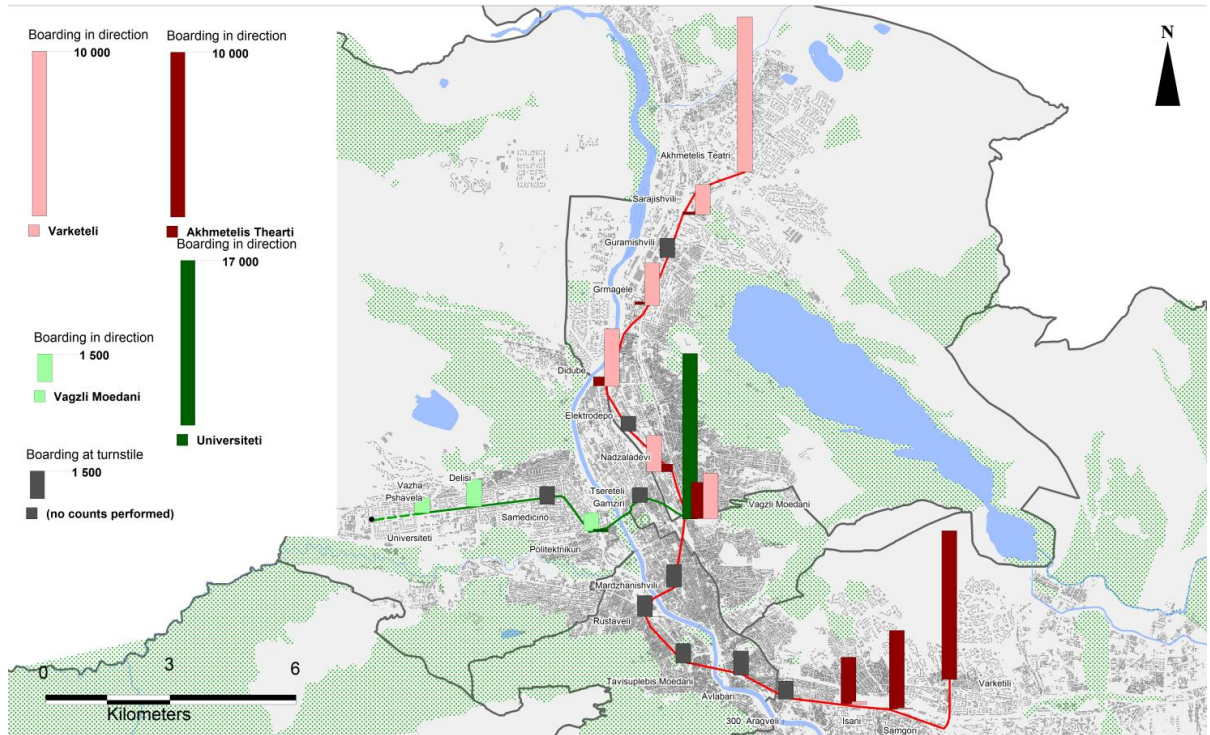 Boarding in direction
10 000
Varketeli
Boarding in direction
10 000
Akhmetelis Thearti
Boarding in direction
17 000
Universiteti
Boarding in direction
1 500
Vagzli Moedani
Boarding at turnstile
1 500
(no counts performed)
N
Akhmetelis Teatri
Sarajishvili
Guramishvili
Grmagele
Didube
Elektrodepo
Nadzaladevi
Tsereteli
Gamziri
Vagzli Moedani
Delisi
Vazha
Pshavela
Universiteti
Samedicino
Politektnikuri
Mardzhanishvili
Rustaveli
Tavisuplebis Moedani
Avlabari
300 Aragveli
Isani
Samgori
Varketili
0
3
6
Kilometers